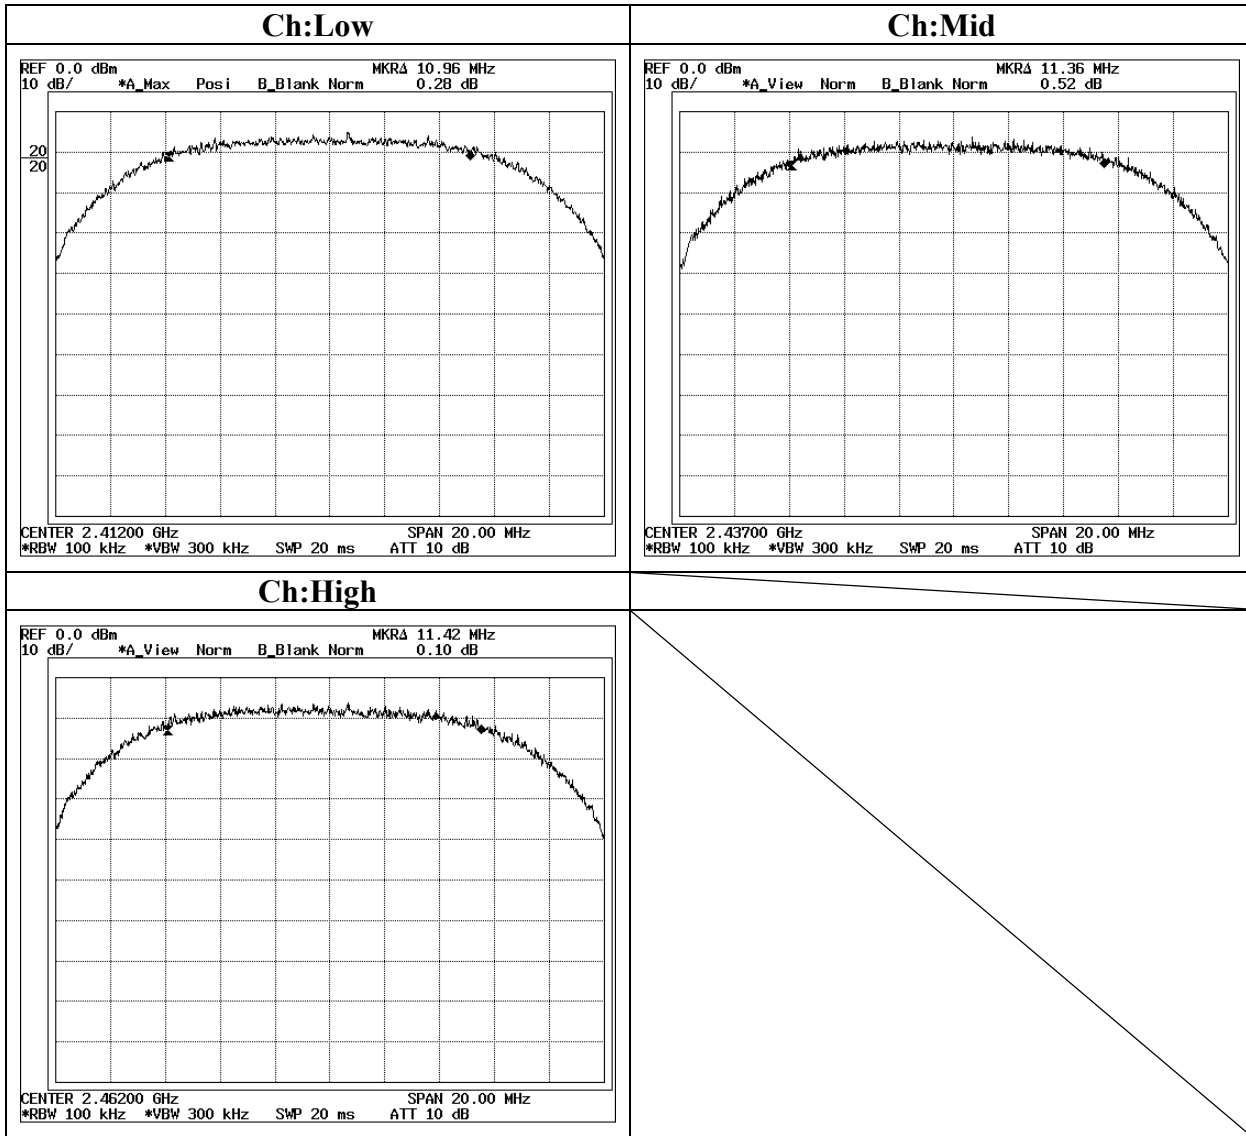 Ch:Low
Ch:Mid
REF 0.0 dBm MKRΔ 10.96 MHz
10 dB/ *A_Max Posi B_Blank Norm 0.28 dB
20
20
CENTER 2.41200 GHz SPAN 20.00 MHz
*RBW 100 kHz *VBW 300 kHz SWP 20 ms ATT 10 dB
REF 0.0 dBm MKRΔ 11.36 MHz
10 dB/ *A_View Norm B_Blank Norm 0.52 dB
CENTER 2.43700 GHz SPAN 20.00 MHz
*RBW 100 kHz *VBW 300 kHz SWP 20 ms ATT 10 dB
Ch:High
REF 0.0 dBm MKRΔ 11.42 MHz
10 dB/ *A_View Norm B_Blank Norm 0.10 dB
CENTER 2.46200 GHz SPAN 20.00 MHz
*RBW 100 kHz *VBW 300 kHz SWP 20 ms ATT 10 dB